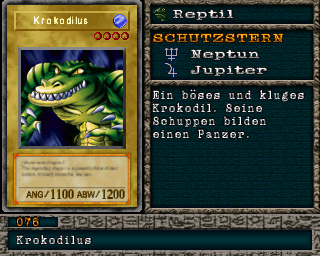 Krokodilus
ANG/1100 ABW/1200
Reptil
SCHUTZSTERN
Neptun
Jupiter
Ein böses und kluges
Krokodil. Seine
Schuppen bilden
einen Panzer.
076
Krokodilus